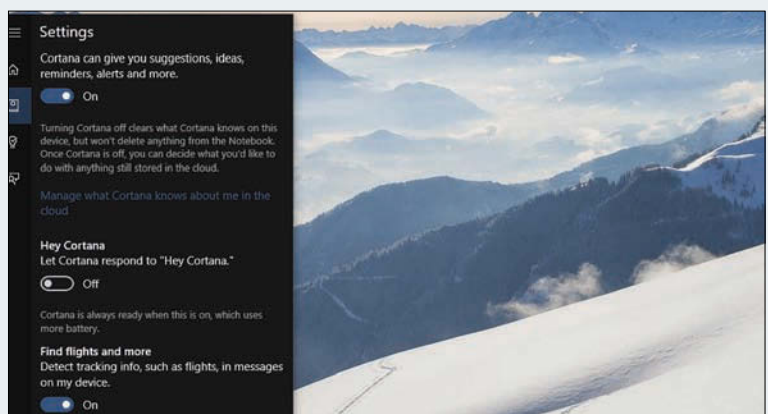 Settings
Cortana can give you suggestions, ideas,
reminders, alerts and more.
On
Turning Cortana off clears what Cortana knows on this
device, but won't delete anything from the Notebook.
Once Cortana is off, you can decide what you'd like to
do with anything still stored in the cloud.
Manage what Cortana knows about me in the
cloud
Hey Cortana
Let Cortana respond to "Hey Cortana."
Off
Cortana is always ready when this is on, which uses
more battery.
Find flights and more
Detect tracking info, such as flights, in messages
on my device.
On